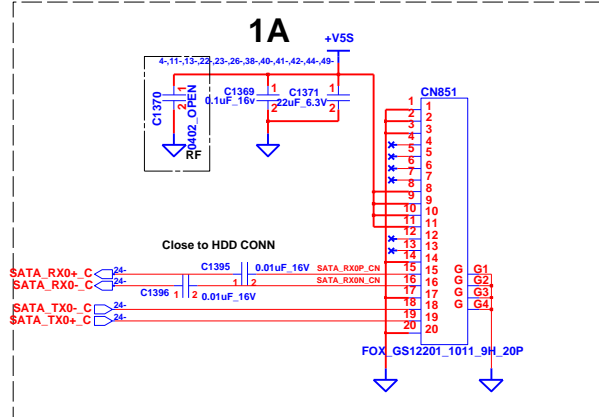 1A
+V5S
4-,11-,13-,22-,23-,26-,38-,40-,41-,42-,44-,49-
C1370
1
2
0402_OPEN
RF
C1369
0.1uF_16v
1
2
C1371
22uF_6.3V
1
2
CN851
1 1
2 2
3 3
4 4
5 5
6 6
7 7
8 8
9 9
10 10
11 11
12 12
13 13
14 14
15 15
16 16
17 17
18 18
19 19
20 20
G G1
G G2
G G3
G G4
FOX_GS12201_1011_9H_20P
Close to HDD CONN
SATA_RX0+_C 24- C1395 1 2 0.01uF_16V SATA_RX0P_CN
SATA_RX0-_C 24- C1396 1 2 0.01uF_16V SATA_RX0N_CN
SATA_TX0-_C 24-
SATA_TX0+_C 24-